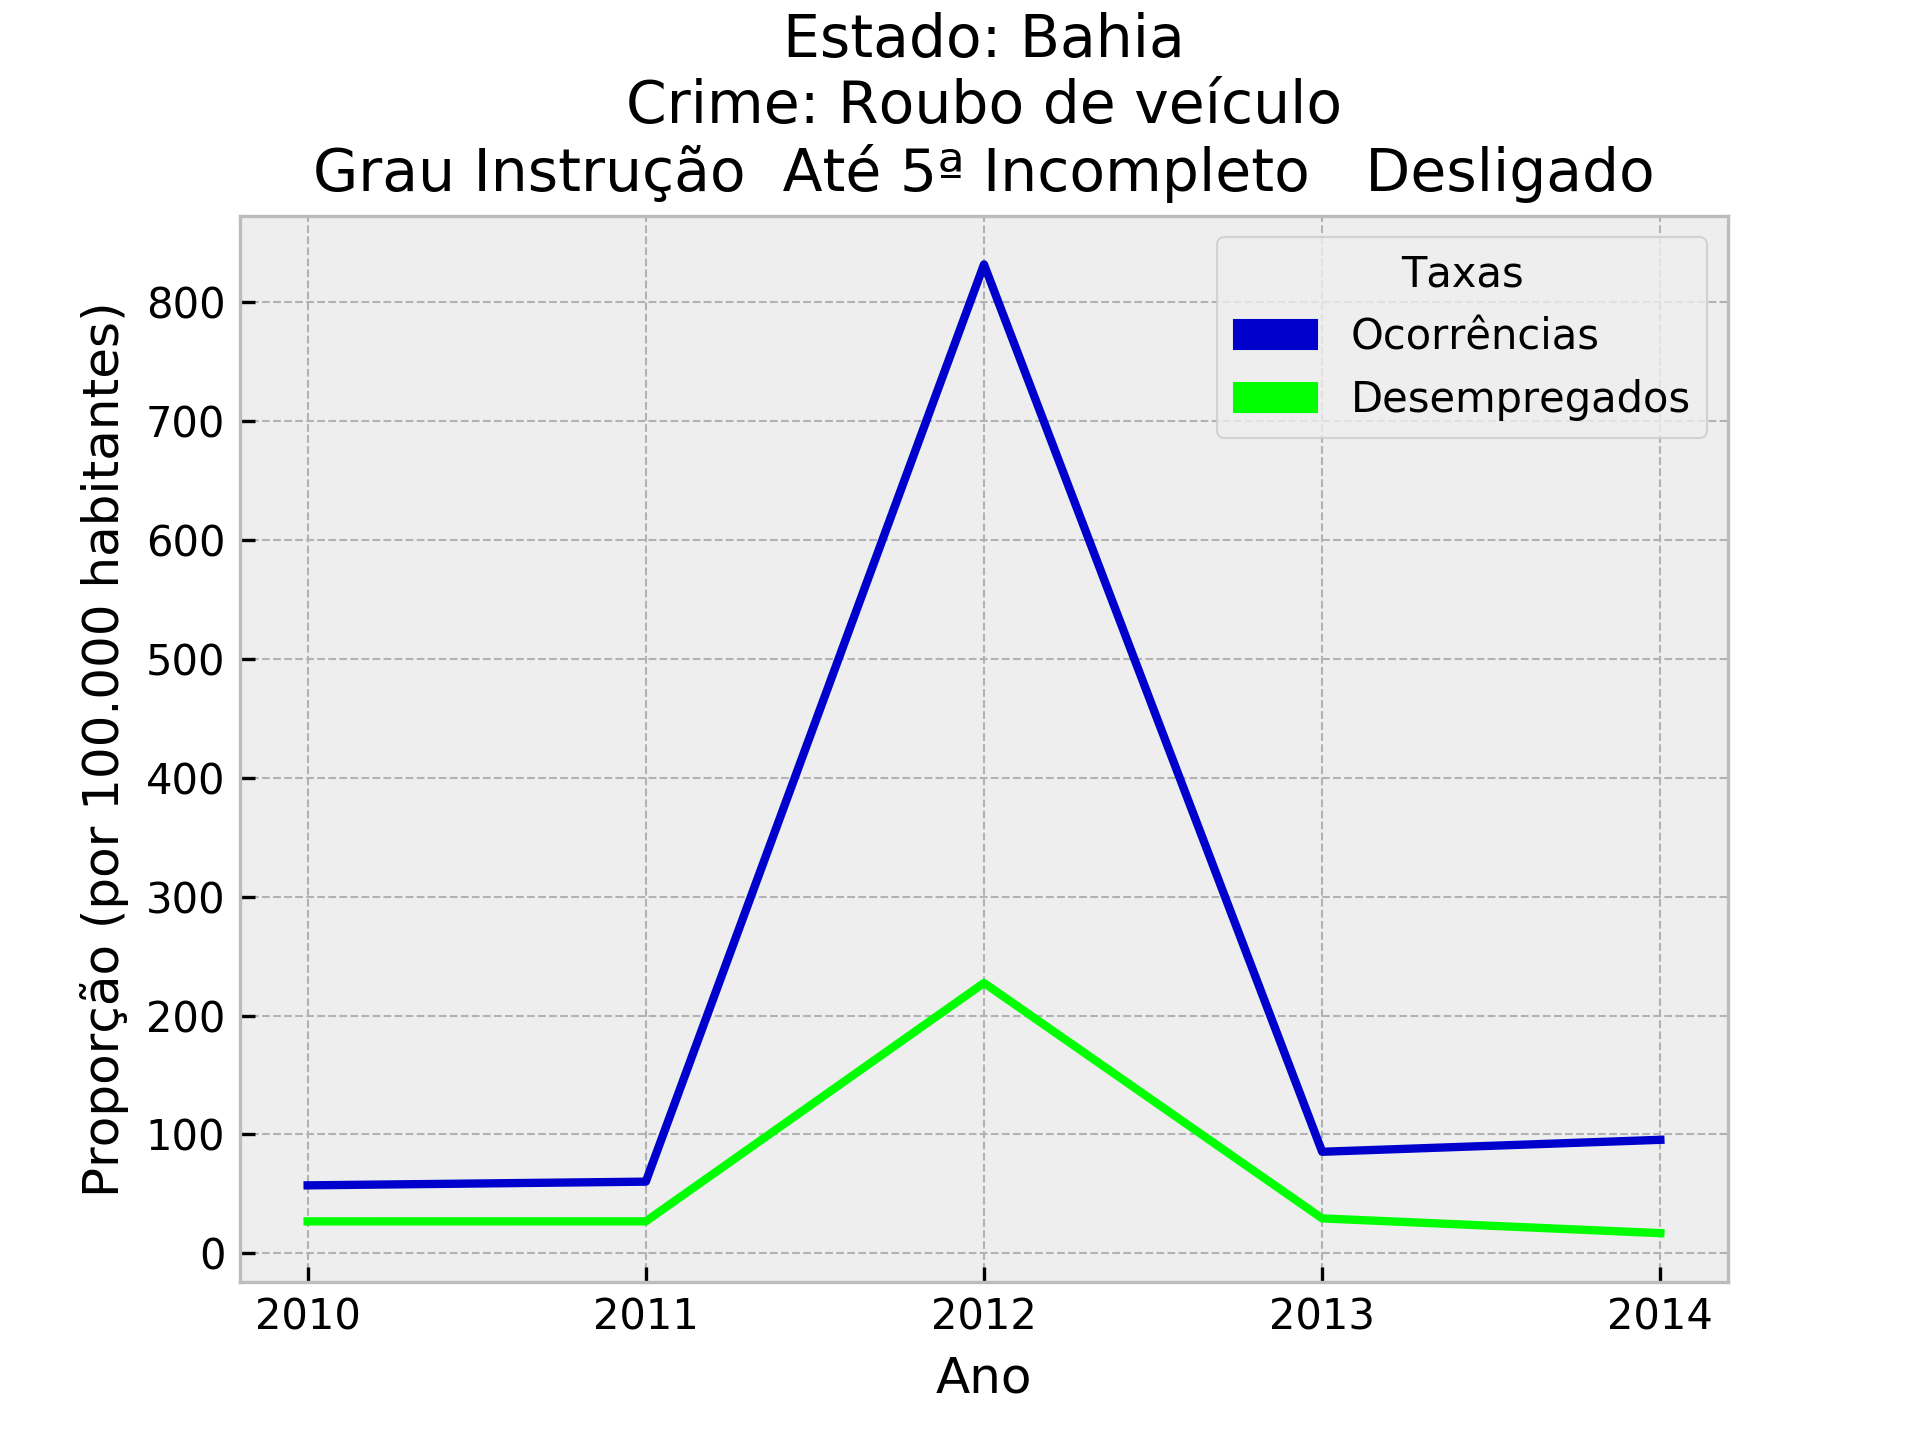 Estado: Bahia
Crime: Roubo de veículo
Grau Instrução Até 5ª Incompleto Desligado
Taxas
Ocorrências
Desempregados
Proporção (por 100.000 habitantes)
800
700
600
500
400
300
200
100
0
2010 2011 2012 2013 2014
Ano